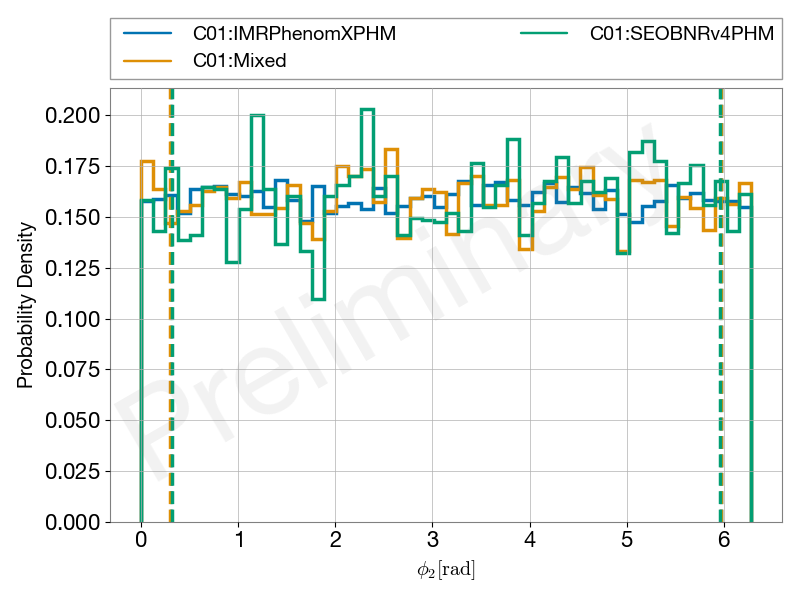 C01:IMRPhenomXPHM
C01:Mixed
C01:SEOBNRv4PHM
0.200
0.175
0.150
0.125
0.100
0.075
0.050
0.025
0.000
Probability Density
Preliminary
0 1 2 3 4 5 6
ϕ₂[rad]